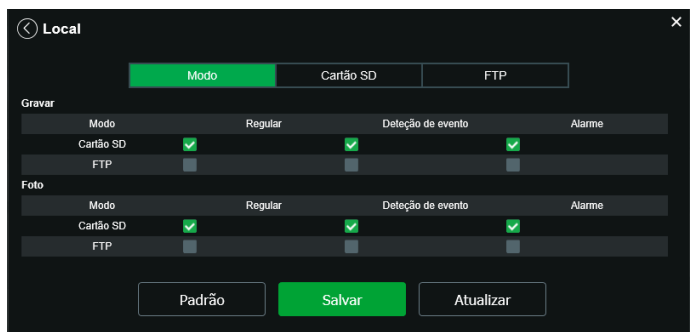 Local
Modo Cartão SD FTP
Gravar
Modo Regular Deteção de evento Alarme
Cartão SD
FTP
Foto
Modo Regular Deteção de evento Alarme
Cartão SD
FTP
Padrão Salvar Atualizar